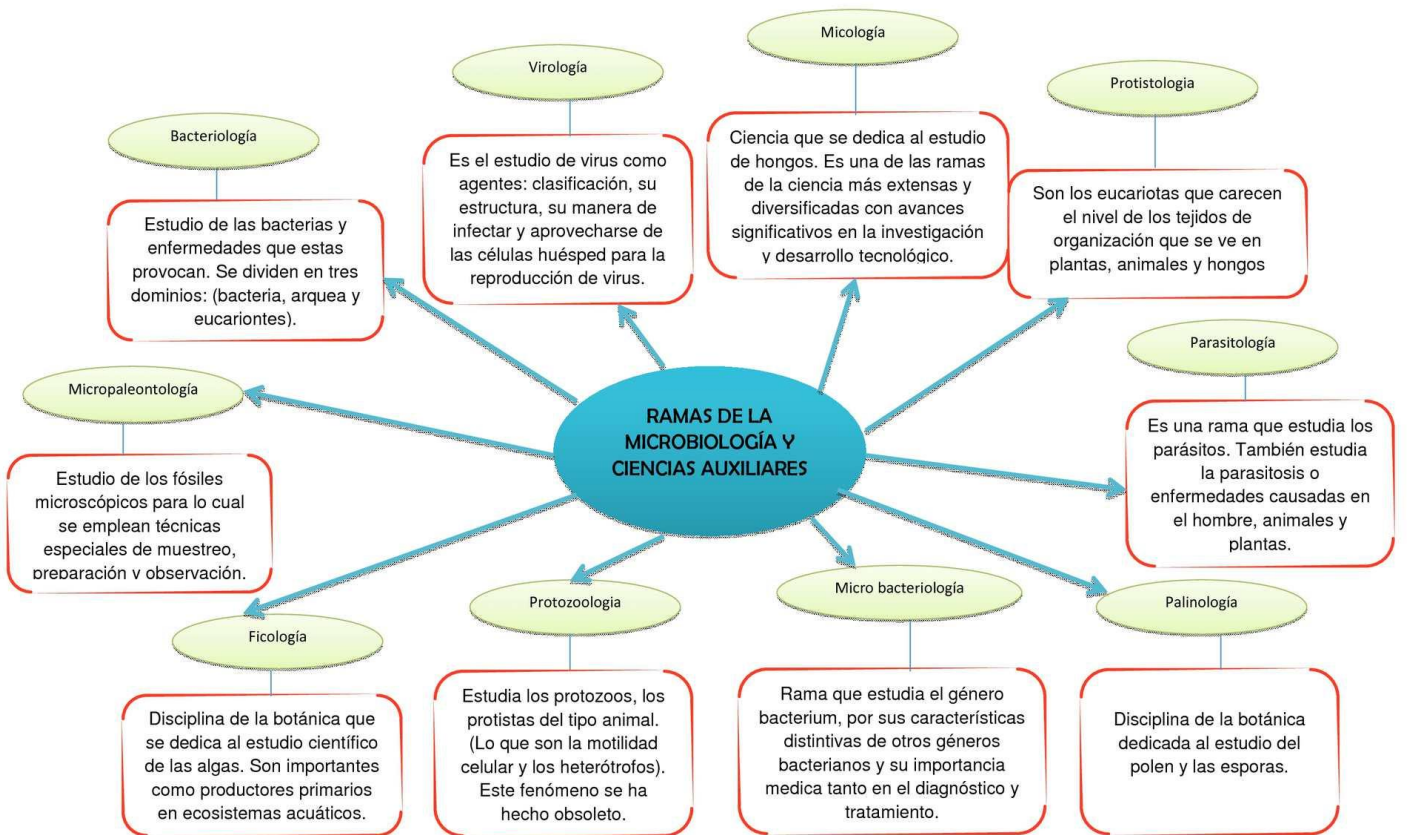 Micología
Ciencia que se dedica al estudio
de hongos. Es una de las ramas
de la ciencia más extensas y
diversificadas con avances
significativos en la investigación
y desarrollo tecnológico.
Virología
Es el estudio de virus como
agentes: clasificación, su
estructura, su manera de
infectar y aprovecharse de
las células huésped para la
reproducción de virus.
Protistologia
Son los eucariotas que carecen
el nivel de los tejidos de
organización que se ve en
plantas, animales y hongos
Bacteriología
Estudio de las bacterias y
enfermedades que estas
provocan. Se dividen en tres
dominios: (bacteria, arquea y
eucariontes).
Parasitología
Es una rama que estudia los
parásitos. También estudia
la parasitosis o
enfermedades causadas en
el hombre, animales y
plantas.
Micropaleontología
Estudio de los fósiles
microscópicos para lo cual
se emplean técnicas
especiales de muestreo,
preparación y observación.
RAMAS DE LA
MICROBIOLOGÍA Y
CIENCIAS AUXILIARES
Ficología
Disciplina de la botánica que
se dedica al estudio científico
de las algas. Son importantes
como productores primarios
en ecosistemas acuáticos.
Protozoologia
Estudia los protozoos, los
protistas del tipo animal.
(Lo que son la motilidad
celular y los heterótrofos).
Este fenómeno se ha
hecho obsoleto.
Micro bacteriología
Rama que estudia el género
bacterium, por sus características
distintivas de otros géneros
bacterianos y su importancia
medica tanto en el diagnóstico y
tratamiento.
Palinología
Disciplina de la botánica
dedicada al estudio del
polen y las esporas.